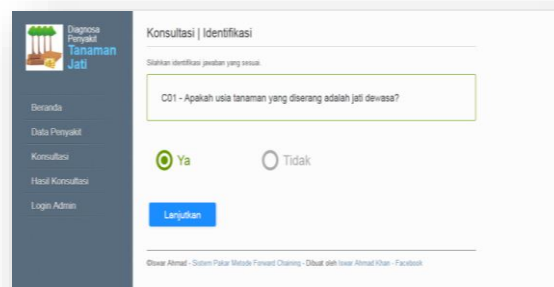 Diagnosa
Penyakit
Tanaman
Jati
Beranda
Data Penyakit
Konsultasi
Hasil Konsultasi
Login Admin
Konsultasi | Identifikasi
Silahkan identifikasi jawaban yang sesuai.
C01 - Apakah usia tanaman yang diserang adalah jati dewasa?
Ya
Tidak
Lanjutkan
©Iswar Ahmad - Sistem Pakar Metode Forward Chaining - Dibuat oleh Iswar Ahmad Khan - Facebook